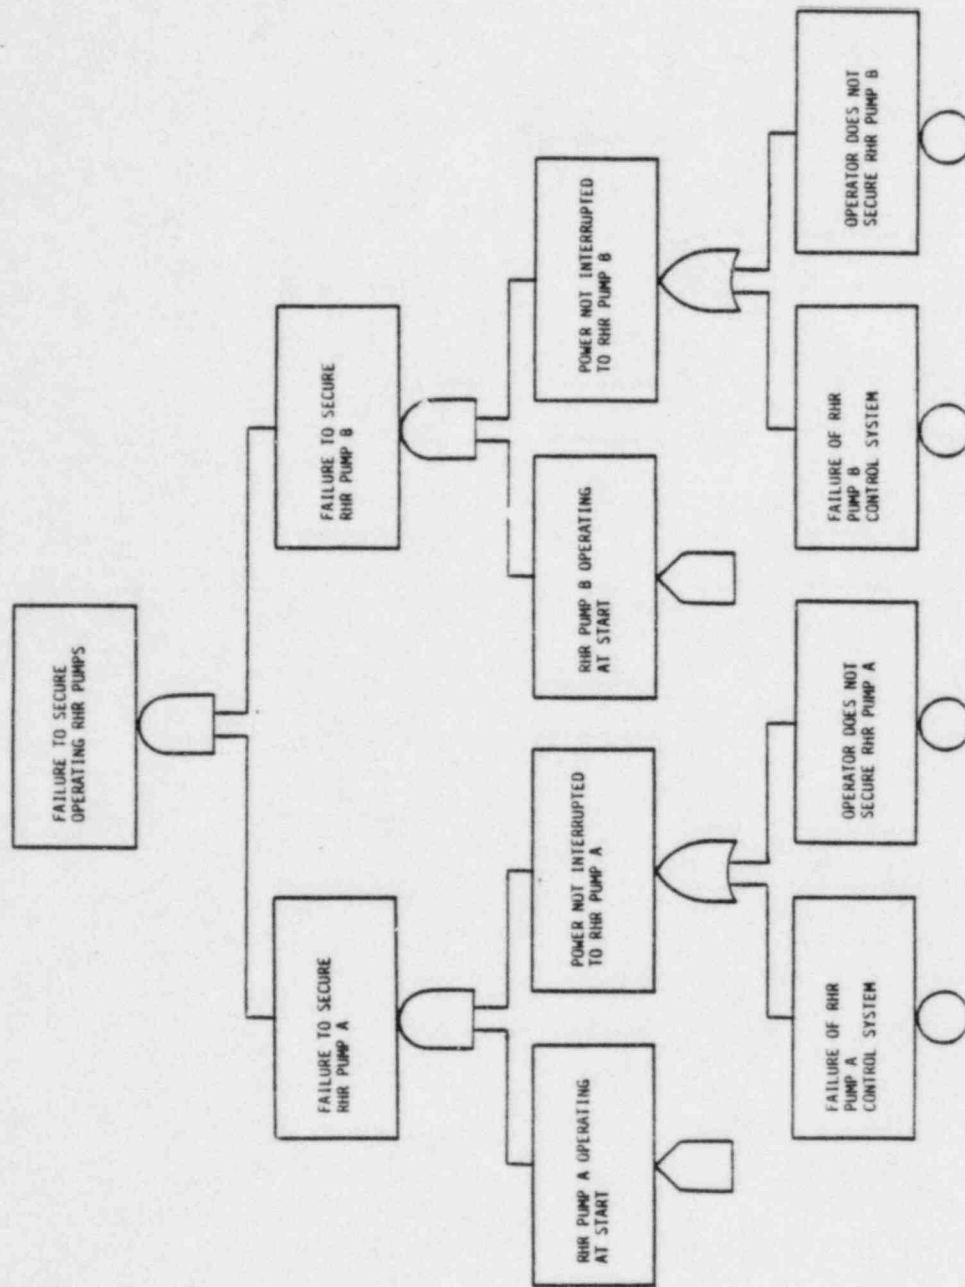 FAILURE TO SECURE
OPERATING RHR PUMPS
FAILURE TO SECURE
RHR PUMP A
FAILURE TO SECURE
RHR PUMP B
RHR PUMP A OPERATING
AT START
POWER NOT INTERRUPTED
TO RHR PUMP A
RHR PUMP B OPERATING
AT START
POWER NOT INTERRUPTED
TO RHR PUMP B
FAILURE OF RHR
PUMP A
CONTROL SYSTEM
OPERATOR DOES NOT
SECURE RHR PUMP A
FAILURE OF RHR
PUMP B
CONTROL SYSTEM
OPERATOR DOES NOT
SECURE RHR PUMP B